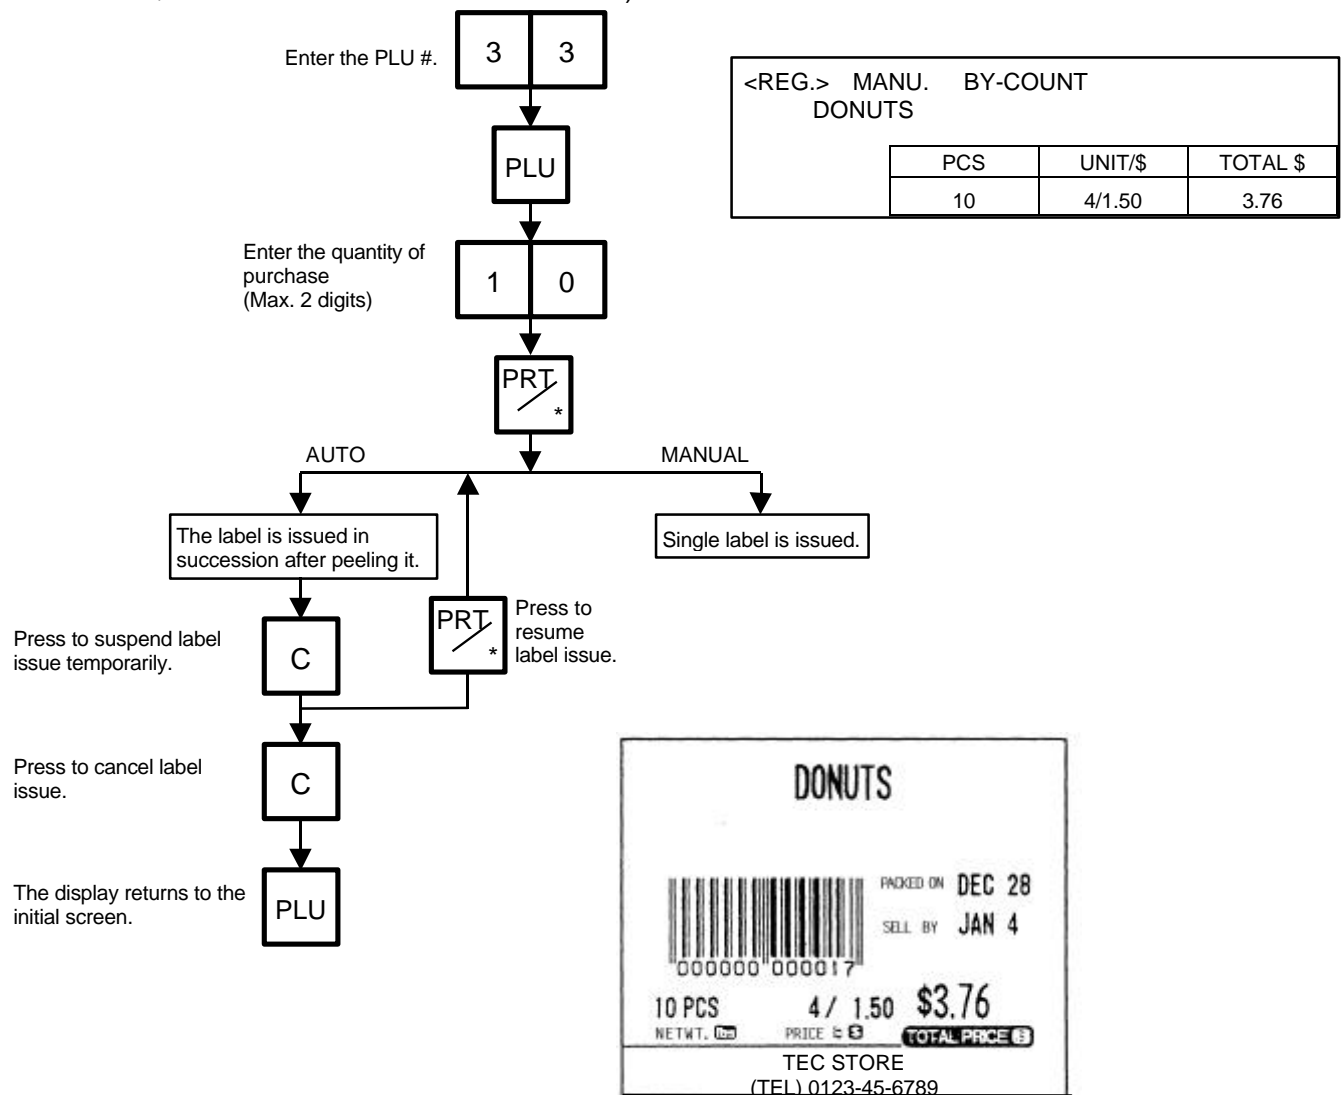 Enter the PLU #.
3 3
<REG.> MANU. BY-COUNT
DONUTS
PCS UNIT/$ TOTAL $
10 4/1.50 3.76
PLU
Enter the quantity of
purchase
(Max. 2 digits)
1 0
PRT/*
AUTO
MANUAL
The label is issued in
succession after peeling it.
Single label is issued.
Press to suspend label
issue temporarily.
C
PRT/*
Press to
resume
label issue.
Press to cancel label
issue.
C
The display returns to the
initial screen.
PLU
DONUTS
PACKED ON DEC 28
SELL BY JAN 4
000000 000017
10 PCS 4/ 1.50 $3.76
NETWT. PRICE $ TOTAL PRICE $
TEC STORE
(TEL) 0123-45-6789